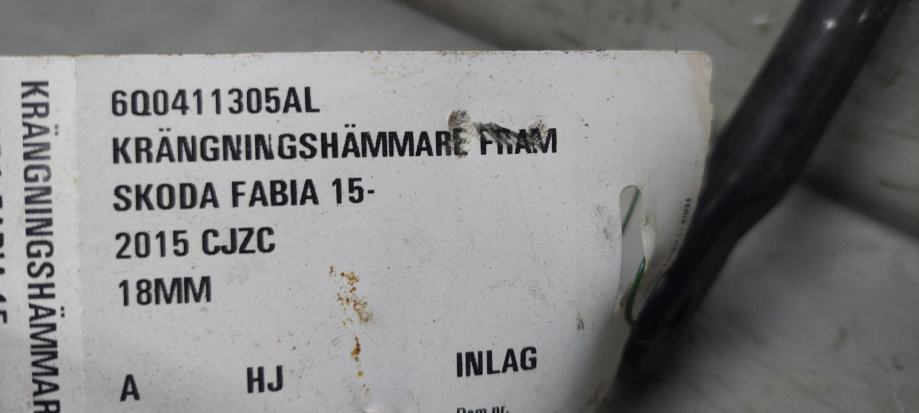 6Q0411305AL
KRÄNGNINGSHÄMMARE FRAM
SKODA FABIA 15-
2015 CJZC
18MM
A HJ INLAG
KRÄNGNINGSHÄMMAR